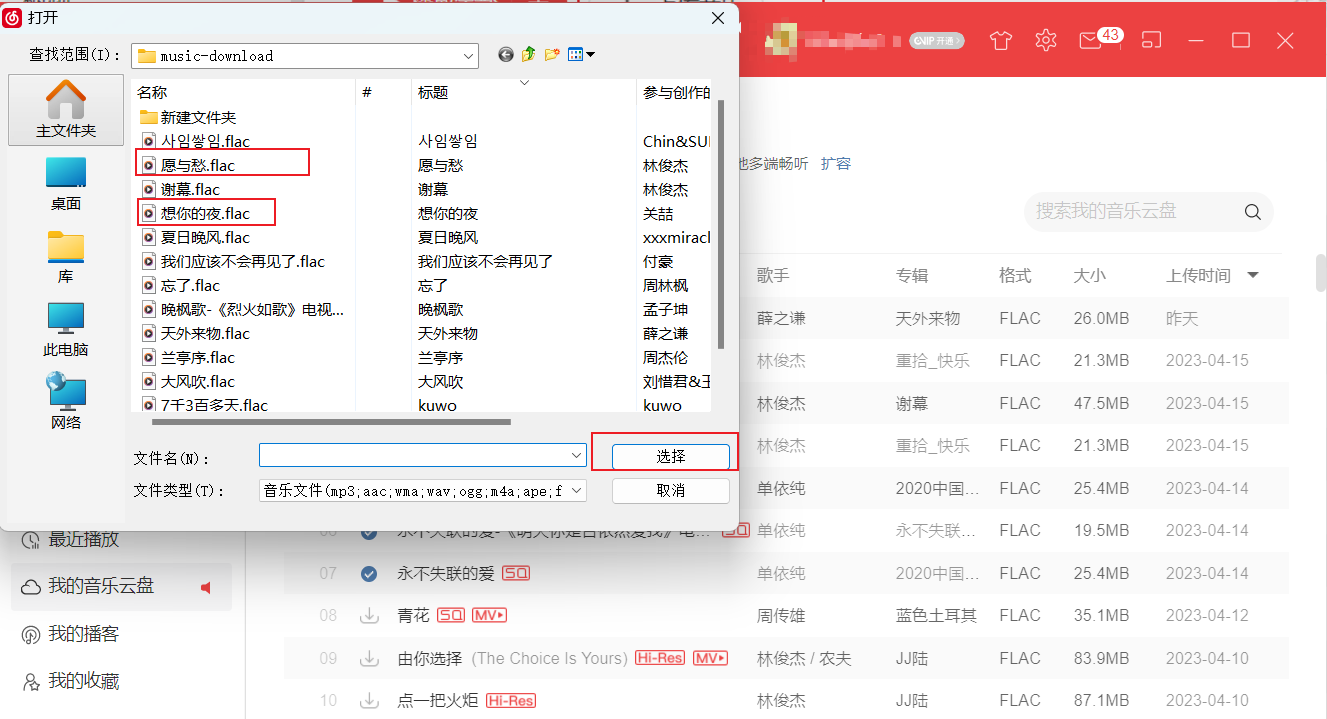 打开
查找范围(I)：
music-download
主文件夹
桌面
库
此电脑
网络
名称 # 标题 参与创作的
新建文件夹
사임쌓임.flac 사임쌓임 Chin&SU
愿与愁.flac 愿与愁 林俊杰
谢幕.flac 谢幕 林俊杰
想你的夜.flac 想你的夜 关喆
夏日晚风.flac 夏日晚风 xxxmiracl
我们应该不会再见了.flac 我们应该不会再见了 付豪
忘了.flac 忘了 周林枫
晚枫歌-《烈火如歌》电视... 晚枫歌 孟子坤
天外来物.flac 天外来物 薛之谦
兰亭序.flac 兰亭序 周杰伦
大风吹.flac 大风吹 刘惜君&王
7千3百多天.flac kuwo kuwo
文件名(N)：
选择
文件类型(T)：
音乐文件(mp3;aac;wma;wav;ogg;m4a;ape;f
取消
VIP开通
43
他多端畅听 扩容
搜索我的音乐云盘
歌手 专辑 格式 大小 上传时间
薛之谦 天外来物 FLAC 26.0MB 昨天
林俊杰 重拾_快乐 FLAC 21.3MB 2023-04-15
林俊杰 谢幕 FLAC 47.5MB 2023-04-15
林俊杰 重拾_快乐 FLAC 21.3MB 2023-04-15
单依纯 2020中国... FLAC 25.4MB 2023-04-14
06 永不失联的爱-《明天你是否依然爱我》电... SQ 单依纯 永不失联... FLAC 19.5MB 2023-04-14
07 永不失联的爱 SQ 单依纯 2020中国... FLAC 25.4MB 2023-04-14
08 青花 SQ MV 周传雄 蓝色土耳其 FLAC 35.1MB 2023-04-12
09 由你选择 (The Choice Is Yours) Hi-Res MV 林俊杰 / 农夫 JJ陆 FLAC 83.9MB 2023-04-10
10 点一把火炬 Hi-Res 林俊杰 JJ陆 FLAC 87.1MB 2023-04-10
最近播放
我的音乐云盘
我的播客
我的收藏